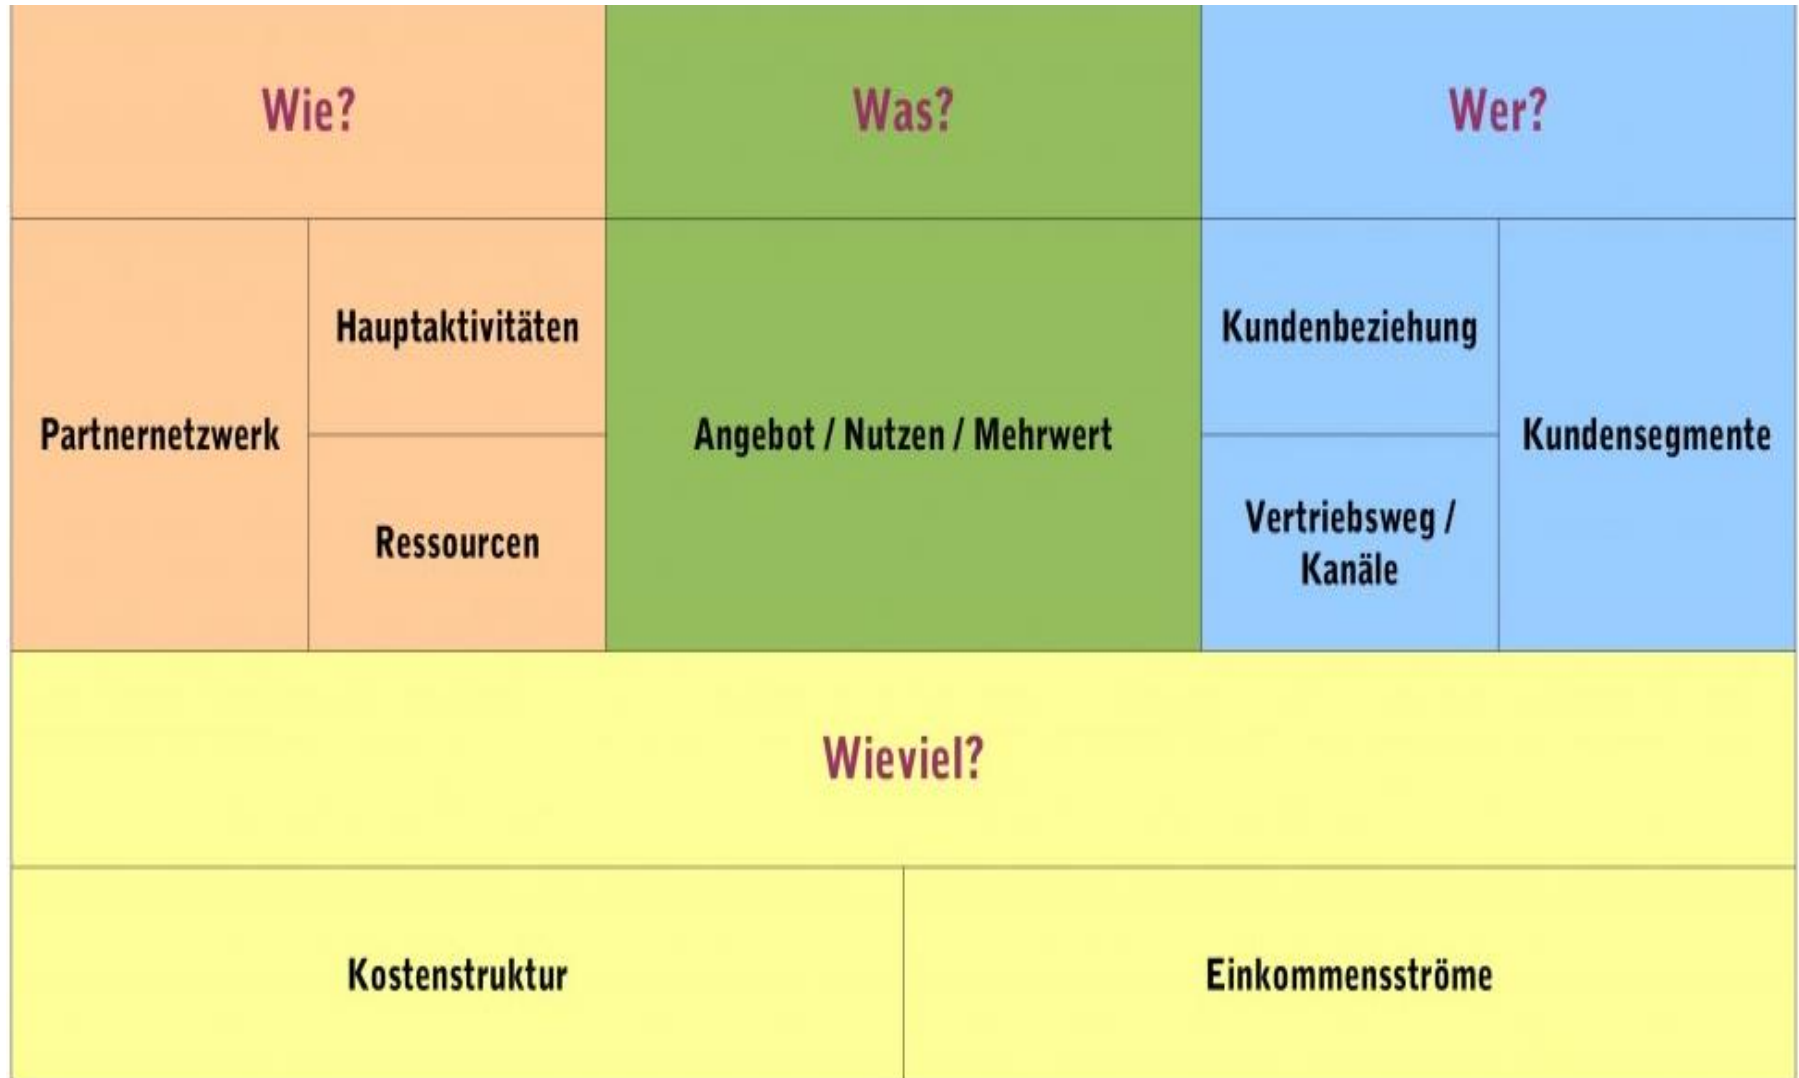 Wie?
Was?
Wer?
Partnernetzwerk
Hauptaktivitäten
Ressourcen
Angebot / Nutzen / Mehrwert
Kundenbeziehung
Vertriebsweg /
Kanäle
Kundensegmente
Wieviel?
Kostenstruktur
Einkommensströme